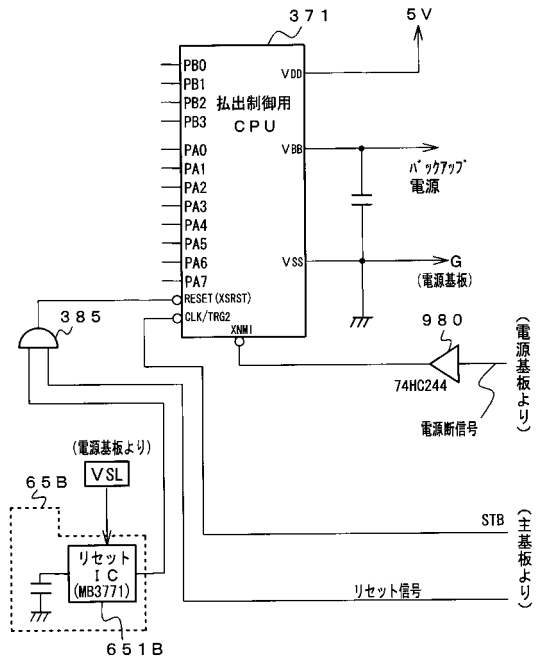 371
5V
PB0
PB1
PB2
PB3
払出制御用
CPU
VDD
VBB
バックアップ
電源
PA0
PA1
PA2
PA3
PA4
PA5
PA6
PA7
VSS
G
(電源基板)
RESET(XSRST)
CLK/TRG2
XNMI
385
980
74HC244
電源断信号
(電源基板より)
(電源基板より)
VSL
65B
リセット
IC
(MB3771)
651B
STB
リセット信号
(主基板より)